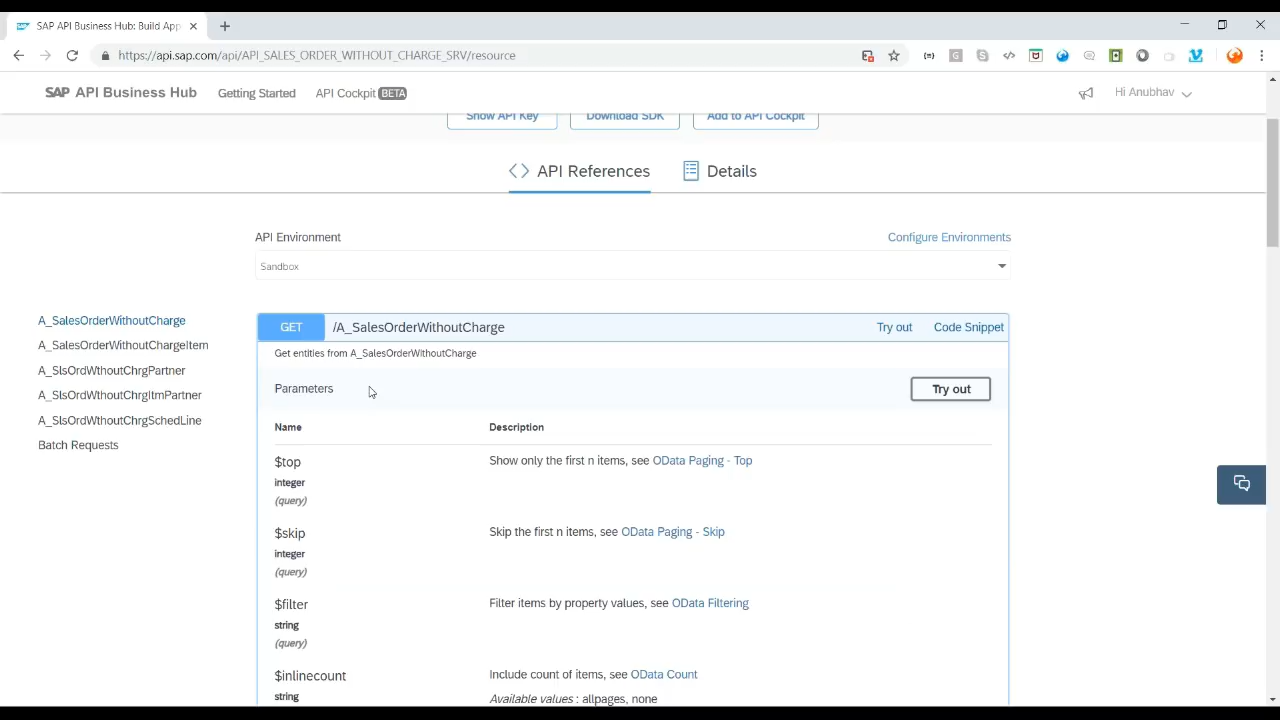 SAP API Business Hub: Build App
https://api.sap.com/api/API_SALES_ORDER_WITHOUT_CHARGE_SRV/resource
SAP API Business Hub
Getting Started
API Cockpit BETA
Hi Anubhav
Show API Key
Download SDK
Add to API Cockpit
API References
Details
API Environment
Configure Environments
Sandbox
A_SalesOrderWithoutCharge
A_SalesOrderWithoutChargeItem
A_SlsOrdWthoutChrgPartner
A_SlsOrdWthoutChrgItmPartner
A_SlsOrdWthoutChrgSchedLine
Batch Requests
GET /A_SalesOrderWithoutCharge
Try out
Code Snippet
Get entities from A_SalesOrderWithoutCharge
Parameters
Try out
Name
Description
$top
integer
(query)
Show only the first n items, see OData Paging - Top
$skip
integer
(query)
Skip the first n items, see OData Paging - Skip
$filter
string
(query)
Filter items by property values, see OData Filtering
$inlinecount
string
Include count of items, see OData Count
Available values : allpages, none